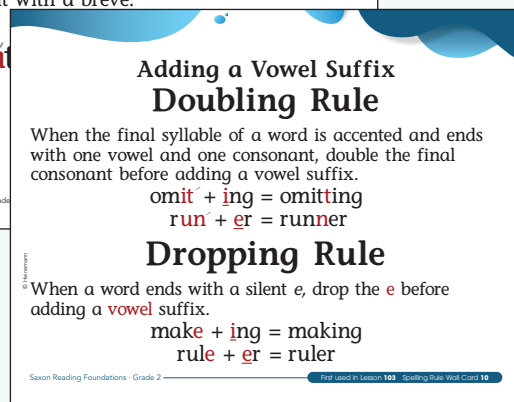 with a breve.
Adding a Vowel Suffix
Doubling Rule
When the final syllable of a word is accented and ends
with one vowel and one consonant, double the final
consonant before adding a vowel suffix.
omit´ + ing = omitting
run´ + er = runner
Dropping Rule
© Heinemann
When a word ends with a silent e, drop the e before
adding a vowel suffix.
make + ing = making
rule + er = ruler
Saxon Reading Foundations · Grade 2
First used in Lesson 103 Spelling Rule Wall Card 10